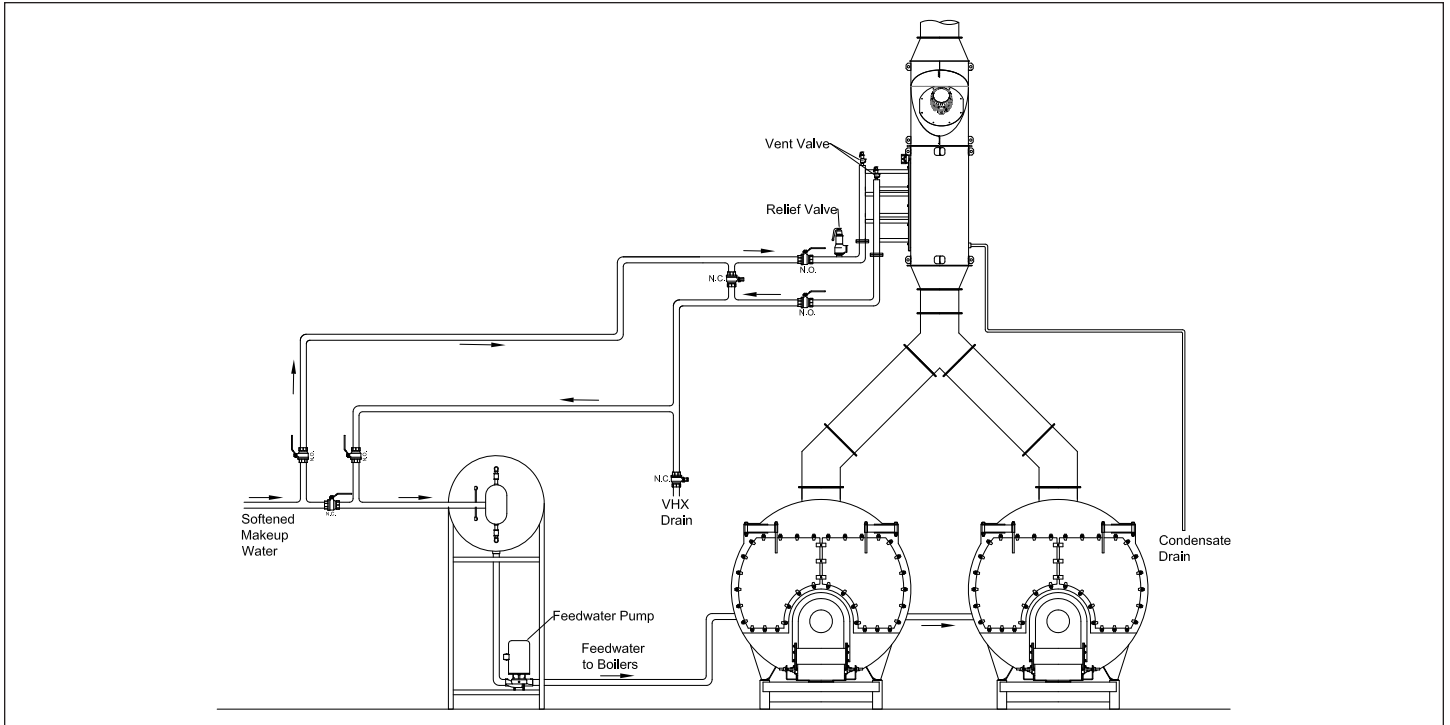 Vent Valve
Relief Valve
N.C.
N.O.
N.O.
N.O.
N.O.
N.C.
N.C.
Softened
Makeup
Water
VHX
Drain
Condensate
Drain
Feedwater Pump
Feedwater
to Boilers